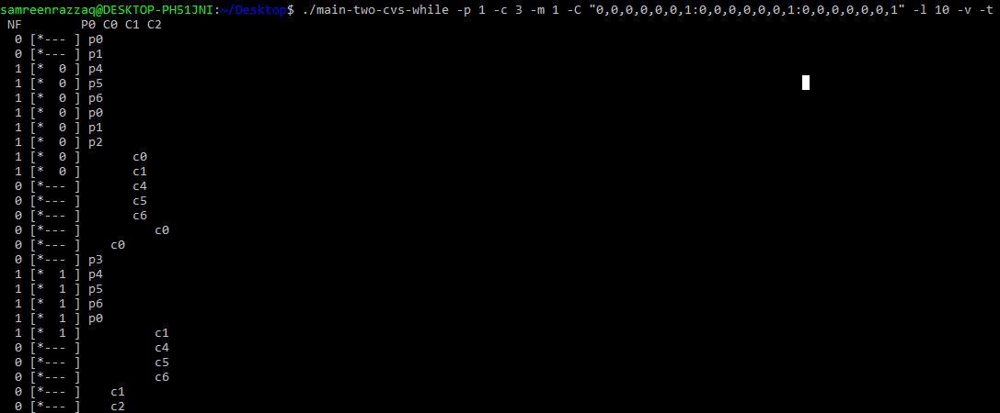 samreenrazzaq@DESKTOP-PH51JNI:~/Desktop$ ./main-two-cvs-while -p 1 -c 3 -m 1 -C "0,0,0,0,0,0,1:0,0,0,0,0,0,1:0,0,0,0,0,0,1" -l 10 -v -t
 NF        P0 C0 C1 C2
  0 [*--- ] p0
  0 [*--- ] p1
  1 [*  0 ] p4
  1 [*  0 ] p5
  1 [*  0 ] p6
  1 [*  0 ] p0
  1 [*  0 ] p1
  1 [*  0 ] p2
  1 [*  0 ]       c0
  1 [*  0 ]       c1
  0 [*--- ]       c4
  0 [*--- ]       c5
  0 [*--- ]       c6
  0 [*--- ]          c0
  0 [*--- ]    c0
  0 [*--- ] p3
  1 [*  1 ] p4
  1 [*  1 ] p5
  1 [*  1 ] p6
  1 [*  1 ] p0
  1 [*  1 ]          c1
  0 [*--- ]          c4
  0 [*--- ]          c5
  0 [*--- ]          c6
  0 [*--- ]    c1
  0 [*--- ]    c2